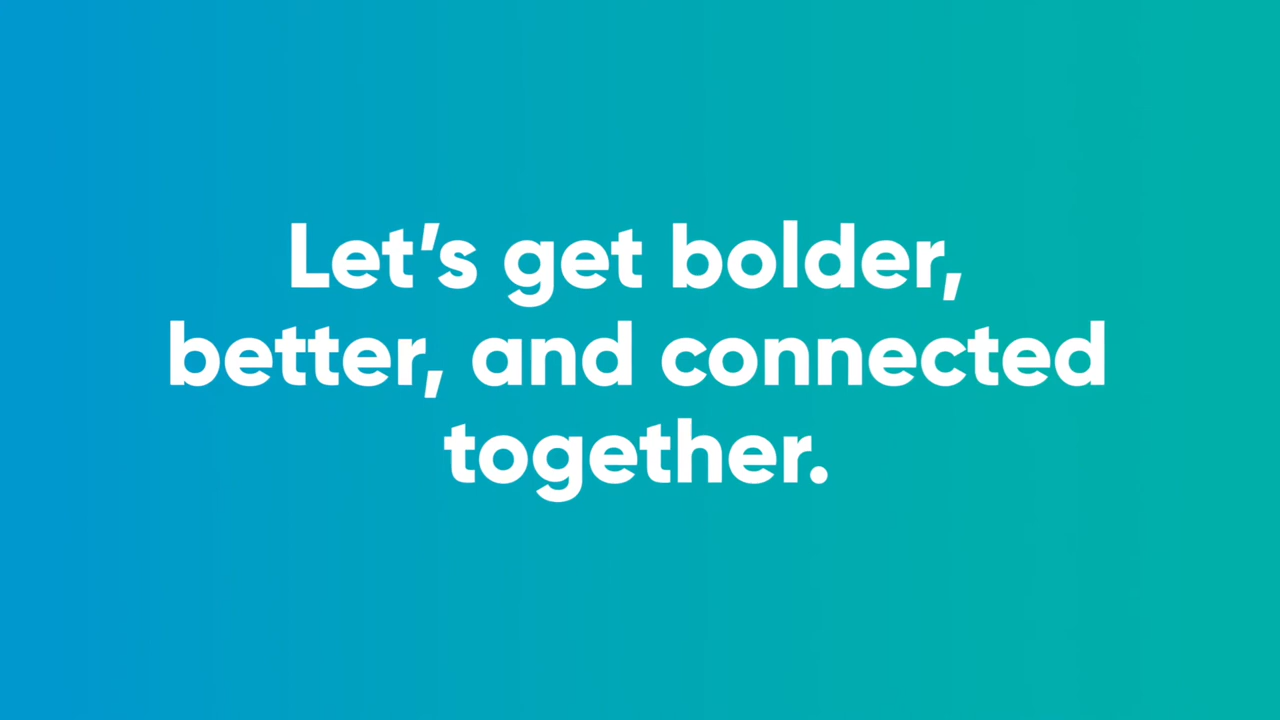 Let’s get bolder,
better, and connected
together.